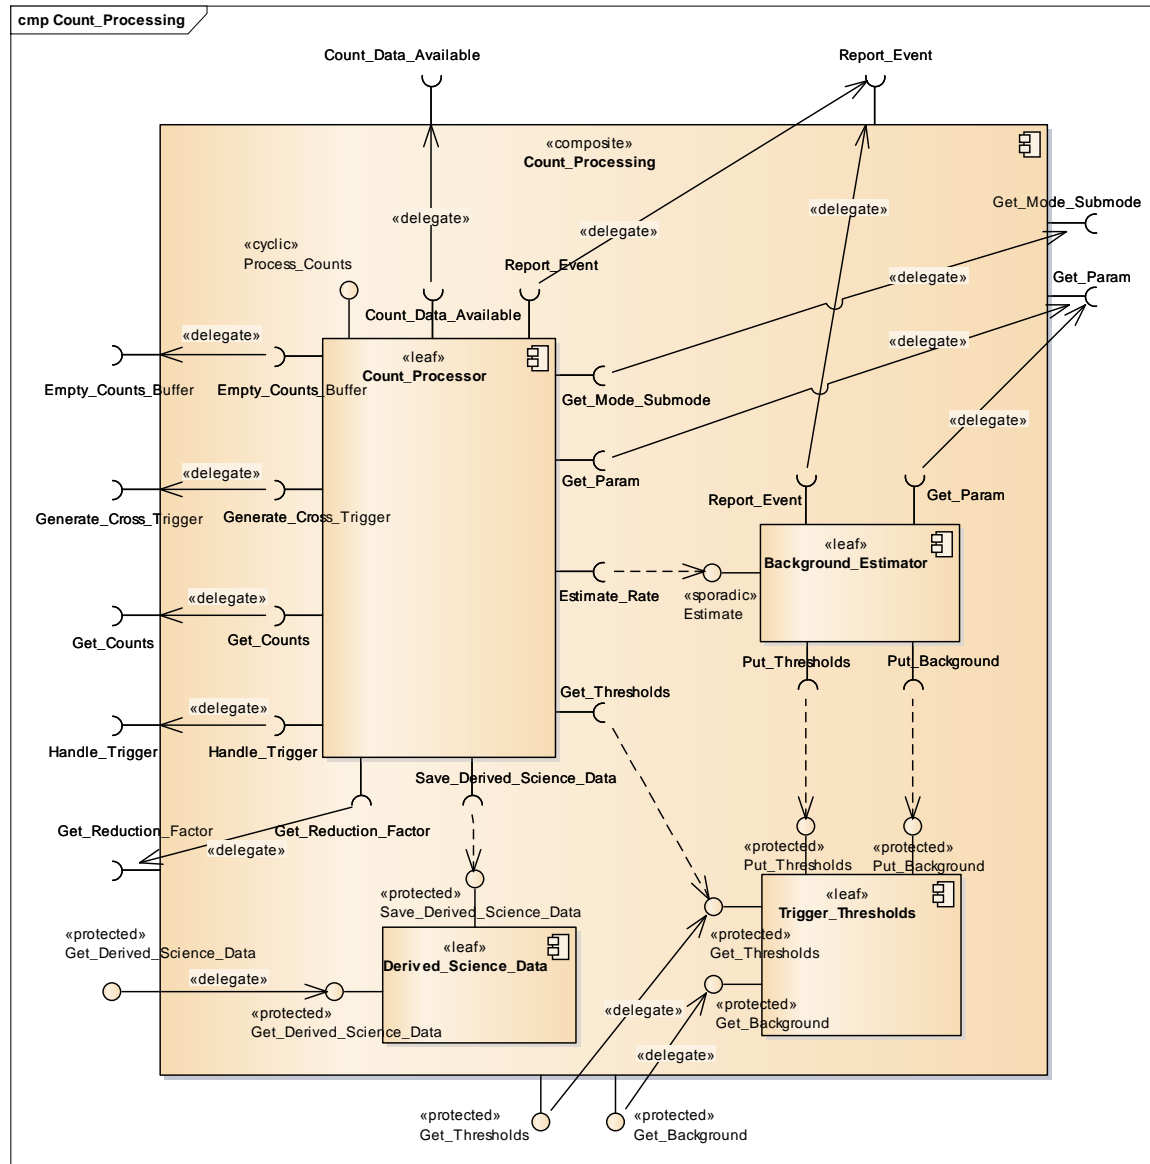 cmp Count_Processing
Count_Data_Available
Report_Event
«composite»
Count_Processing
Get_Mode_Submode
«delegate»
«delegate»
«delegate»
«cyclic»
Process_Counts
Report_Event
«delegate»
Get_Param
Count_Data_Available
«delegate»
«delegate»
«leaf»
Count_Processor
Empty_Counts_Buffer
Empty_Counts_Buffer
Get_Mode_Submode
«delegate»
«delegate»
Get_Param
Report_Event
Get_Param
Generate_Cross_Trigger
Generate_Cross_Trigger
«leaf»
Background_Estimator
«delegate»
Estimate_Rate
«sporadic»
Estimate
Get_Counts
Get_Counts
Put_Thresholds
Put_Background
Get_Thresholds
«delegate»
Handle_Trigger
Handle_Trigger
Save_Derived_Science_Data
Get_Reduction_Factor
Get_Reduction_Factor
«delegate»
«protected»
Put_Thresholds
«protected»
Put_Background
«protected»
Save_Derived_Science_Data
«leaf»
Trigger_Thresholds
«protected»
Get_Derived_Science_Data
«protected»
Get_Thresholds
«leaf»
Derived_Science_Data
«delegate»
«protected»
Get_Derived_Science_Data
«delegate»
«protected»
Get_Background
«delegate»
«protected»
Get_Thresholds
«protected»
Get_Background